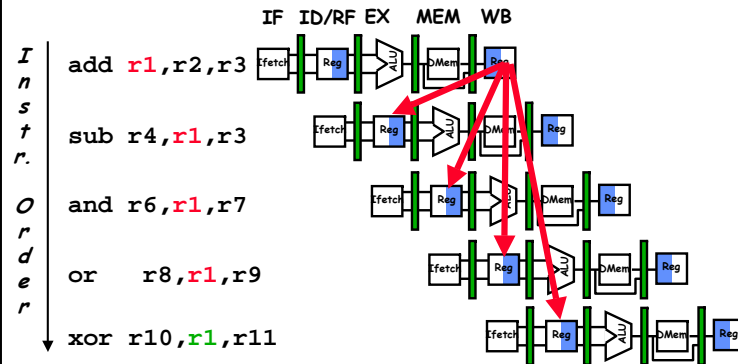 IF ID/RF EX MEM WB
Instr. Order
add r1,r2,r3 Ifetch Reg ALU DMem Reg
sub r4,r1,r3 Ifetch Reg ALU DMem Reg
and r6,r1,r7 Ifetch Reg ALU DMem Reg
or r8,r1,r9 Ifetch Reg ALU DMem Reg
xor r10,r1,r11 Ifetch Reg ALU DMem Reg